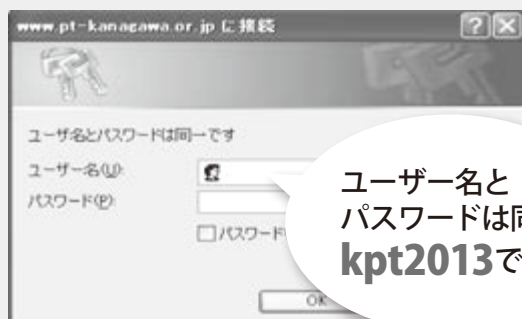 www.pt-kanagawa.or.jp に接続
ユーザ名とパスワードは同一です
ユーザー名(U):
パスワード(P):
パスワード
OK
ユーザー名と
パスワードは同
kpt2013で